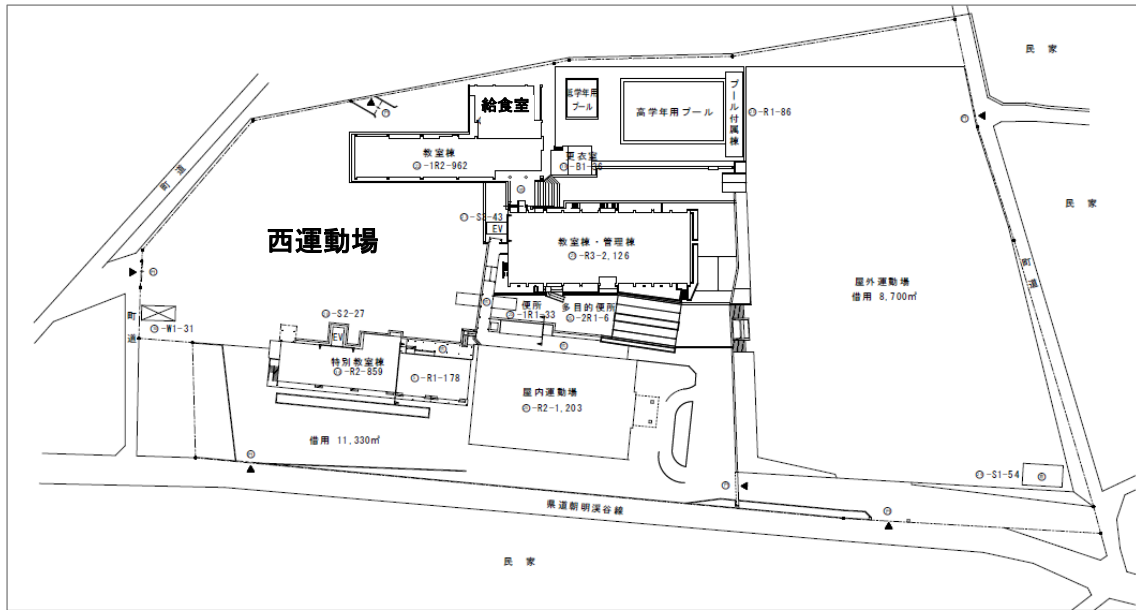 民 家
低学年用
プール
高学年用プール
プール付属棟
-R1-86
給食室
教室棟
-1R2-962
更衣室
-B1-36
民 家
町 道
-S2-43
EV
教室棟・管理棟
-R3-2,126
西運動場
町 道
屋外運動場
借用 8,700㎡
-W1-31
町 道
-S2-27
EV
便所
-1R1-33
多目的便所
-2R1-6
特別教室棟
-R2-859
-R1-178
屋内運動場
-R2-1,203
借用 11,330㎡
-S1-54
県道朝明渓谷線
民 家